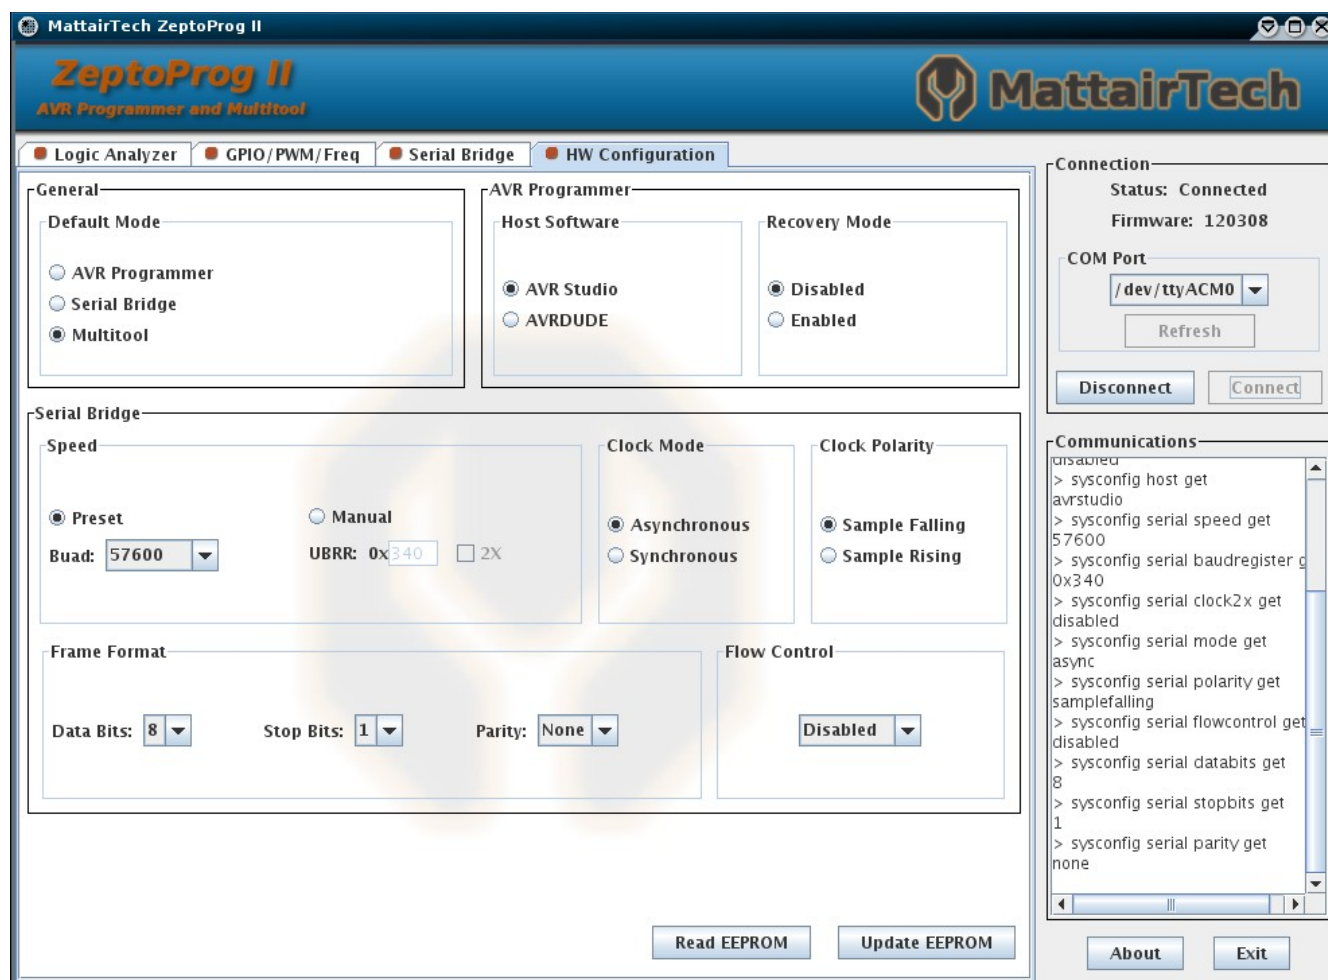 MattairTech ZeptoProg II
ZeptoProg II
AVR Programmer and Multitool
MattairTech
Logic Analyzer
GPIO/PWM/Freq
Serial Bridge
HW Configuration
General
Default Mode
AVR Programmer
Serial Bridge
Multitool
AVR Programmer
Host Software
AVR Studio
AVRDUDE
Recovery Mode
Disabled
Enabled
Serial Bridge
Speed
Preset
Buad: 57600
Manual
UBRR: 0x340 2X
Clock Mode
Asynchronous
Synchronous
Clock Polarity
Sample Falling
Sample Rising
Frame Format
Data Bits: 8
Stop Bits: 1
Parity: None
Flow Control
Disabled
Read EEPROM
Update EEPROM
Connection
Status: Connected
Firmware: 120308
COM Port
/dev/ttyACM0
Refresh
Disconnect
Connect
Communications
disabled
> sysconfig host get
avrstudio
> sysconfig serial speed get
57600
> sysconfig serial baudregister g
0x340
> sysconfig serial clock2x get
disabled
> sysconfig serial mode get
async
> sysconfig serial polarity get
samplefalling
> sysconfig serial flowcontrol get
disabled
> sysconfig serial databits get
8
> sysconfig serial stopbits get
1
> sysconfig serial parity get
none
About
Exit